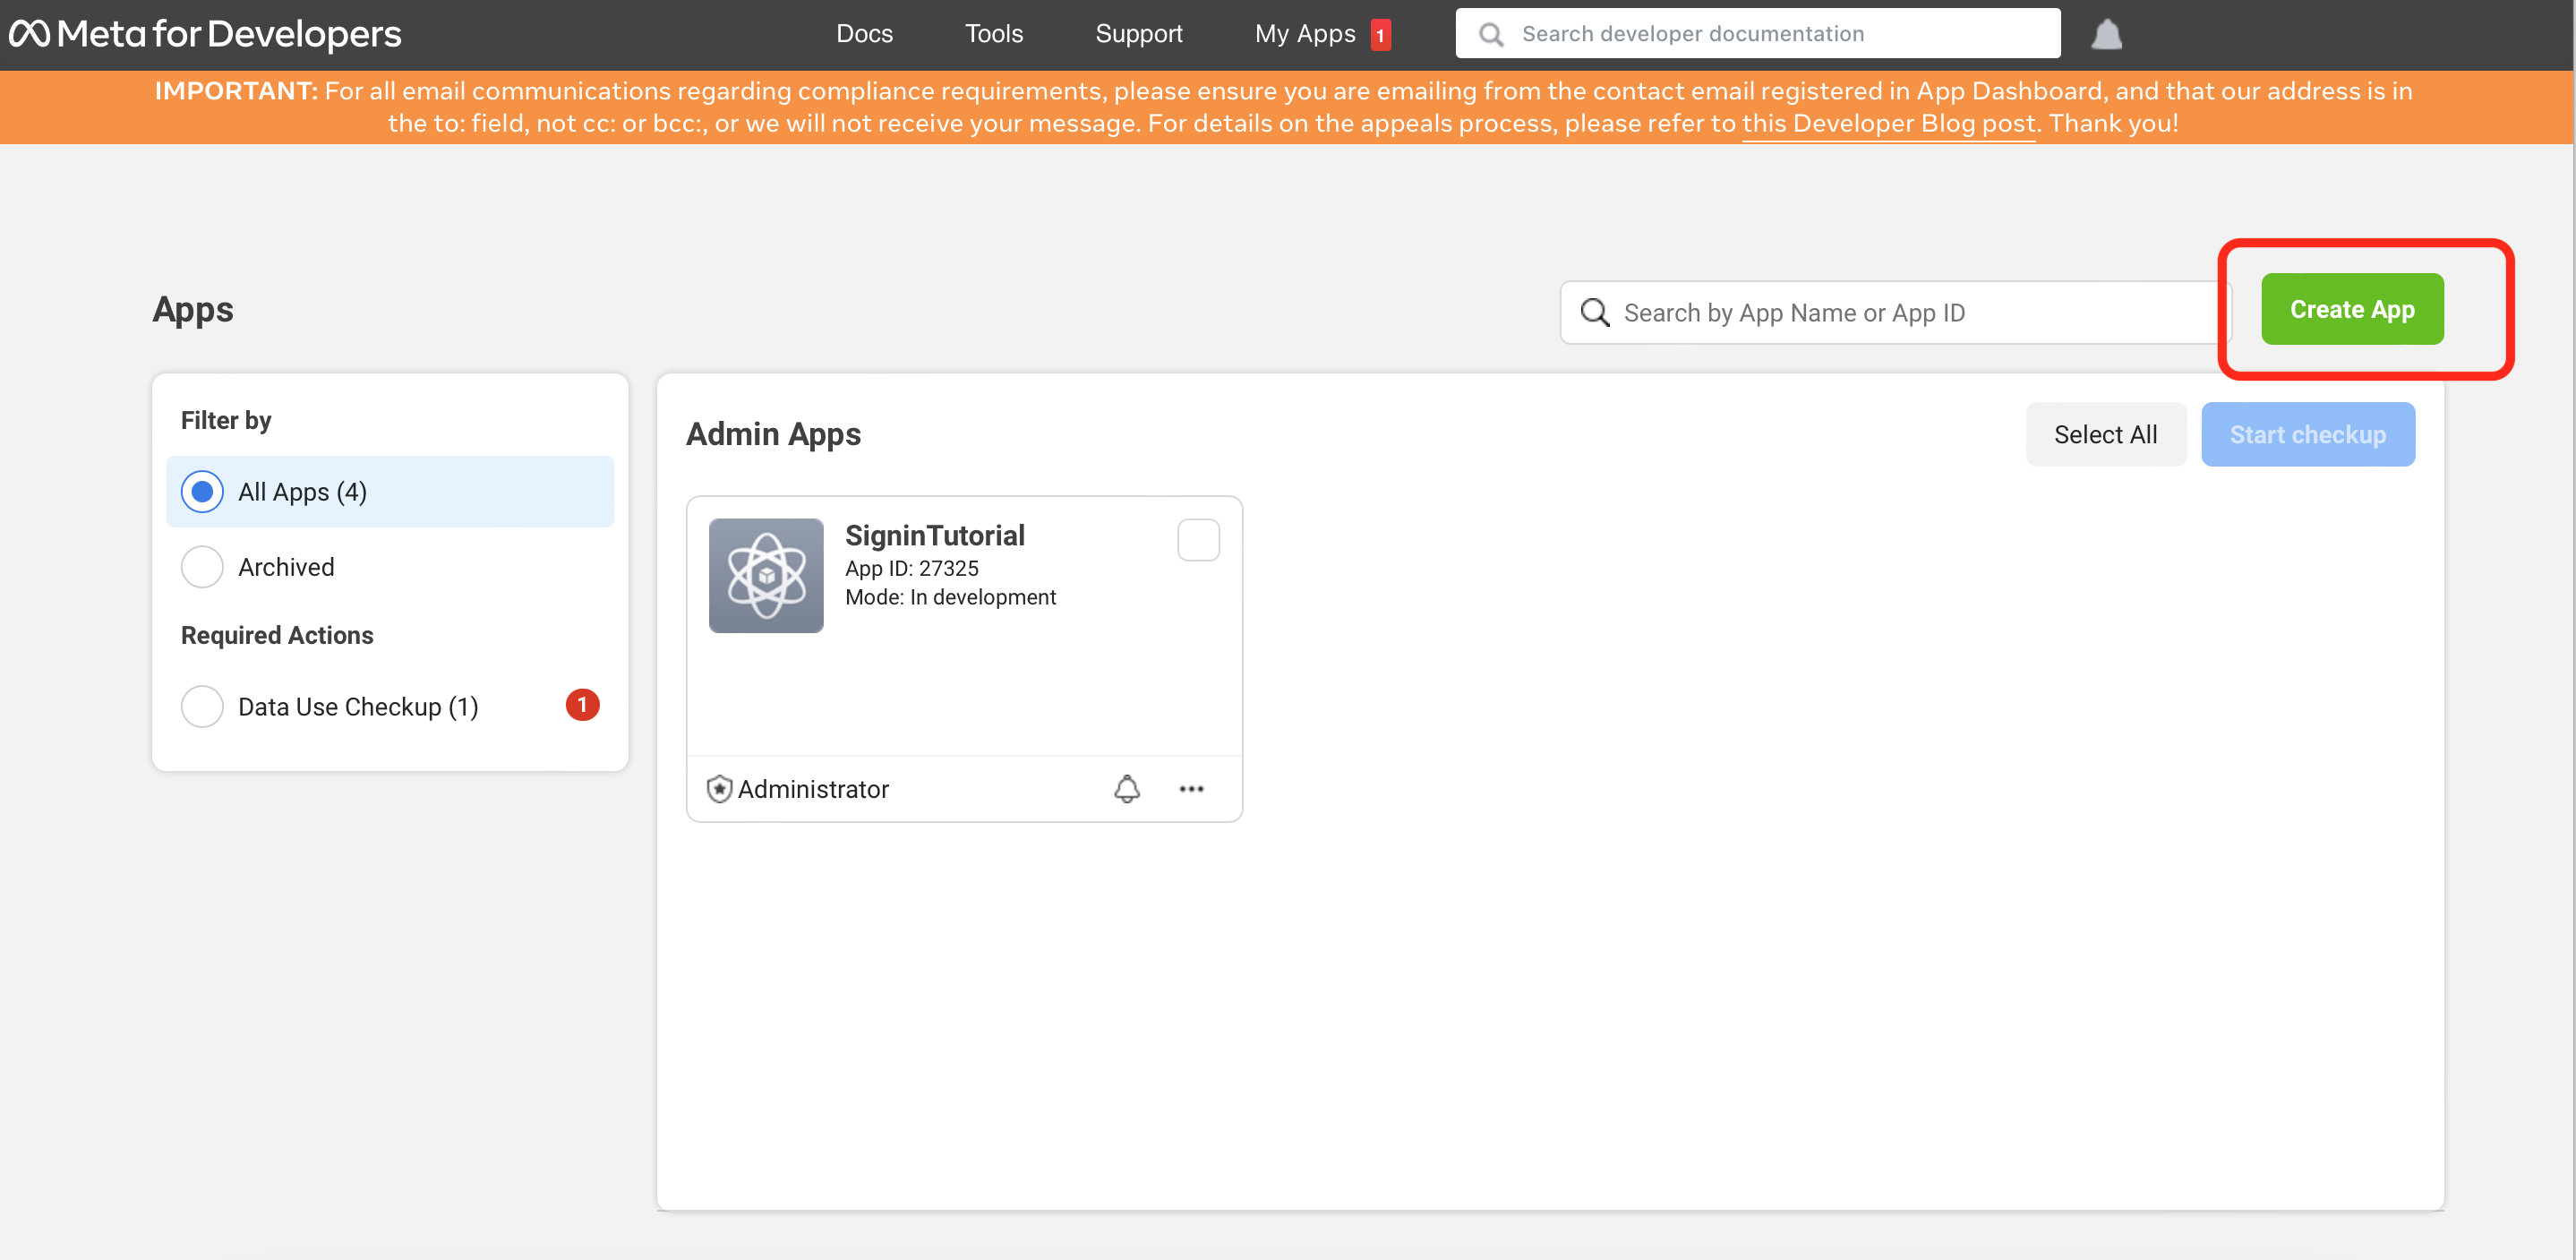 Meta for Developers
Docs
Tools
Support
My Apps 1
Search developer documentation
IMPORTANT: For all email communications regarding compliance requirements, please ensure you are emailing from the contact email registered in App Dashboard, and that our address is in
the to: field, not cc: or bcc:, or we will not receive your message. For details on the appeals process, please refer to this Developer Blog post. Thank you!
Apps
Search by App Name or App ID
Create App
Filter by
All Apps (4)
Archived
Required Actions
Data Use Checkup (1) 1
Admin Apps
Select All
Start checkup
SigninTutorial
App ID: 27325
Mode: In development
Administrator